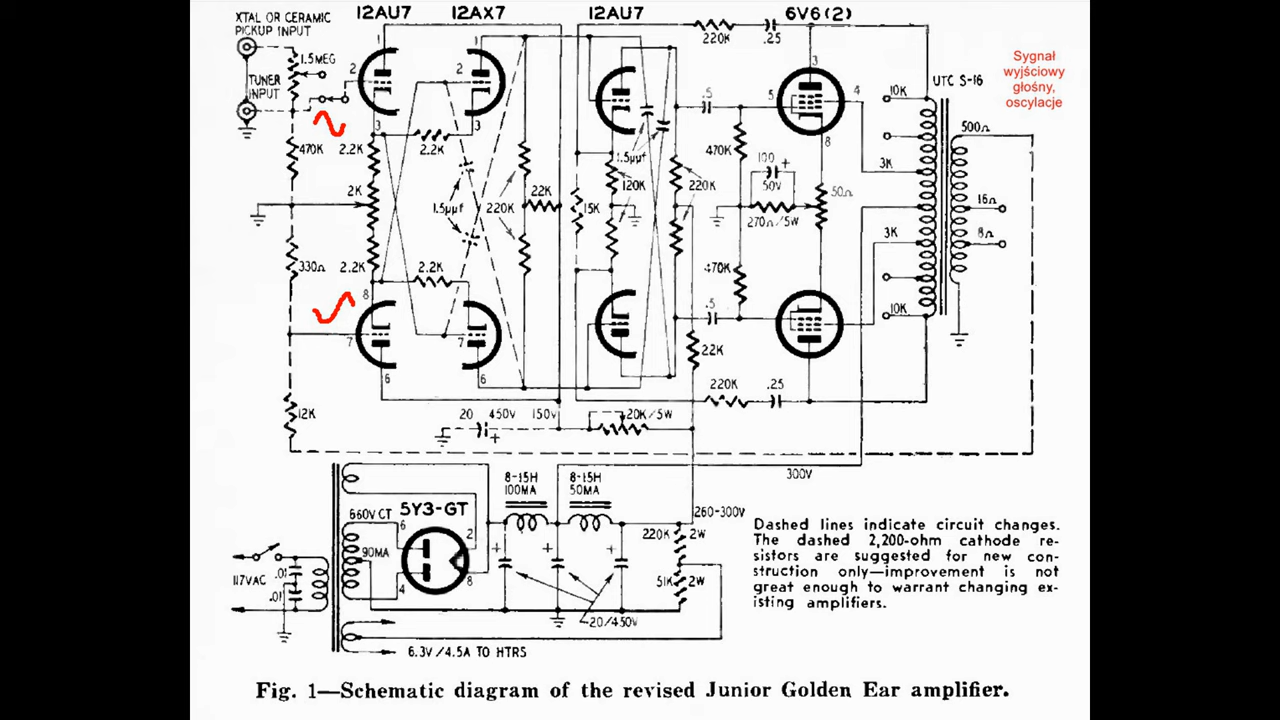 12AU7
12AX7
12AU7
6V6(2)
XTAL OR CERAMIC
PICKUP INPUT
1.5MEG
TUNER
INPUT
470K
2.2K
2K
2.2K
330Ω
12K
2.2K
2.2K
1.5μμf
220K
22K
15K
1.5μμf
120K
220K
220K
.25
.5
.5
470K
470K
100
50V
270Ω/5W
50Ω
22K
220K
.25
20
450V
150V
20K/5W
Sygnał
wyjściowy
głośny,
oscylacje
UTC S-16
10K
3K
3K
10K
500Ω
16Ω
8Ω
1
2
3
1
2
3
8
7
6
7
6
3
5
4
8
300V
8-15H
100MA
8-15H
50MA
260-300V
660V CT
5Y3-GT
6
2
90MA
4
8
117VAC
.01
.01
220K
2W
51K
2W
20/450V
6.3V/4.5A TO HTRS
Dashed lines indicate circuit changes.
The dashed 2,200-ohm cathode re-
sistors are suggested for new con-
struction only—improvement is not
great enough to warrant changing ex-
isting amplifiers.
Fig. 1—Schematic diagram of the revised Junior Golden Ear amplifier.